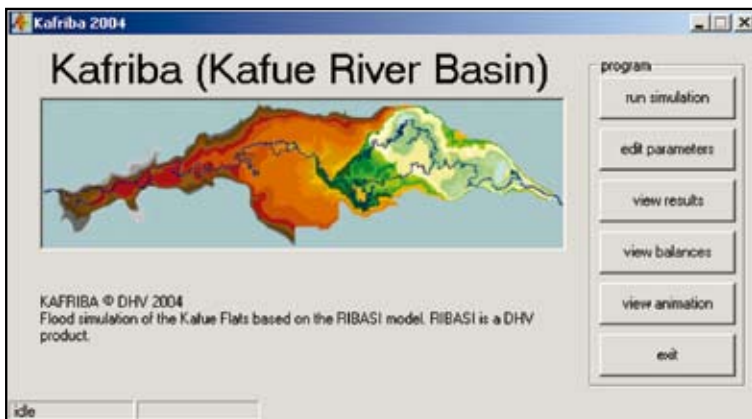 Kafriba 2004
Kafriba (Kafue River Basin)
program
run simulation
edit parameters
view results
view balances
view animation
exit
KAFRIBA © DHV 2004
Flood simulation of the Kafue Flats based on the RIBASI model. RIBASI is a DHV
product.
idle